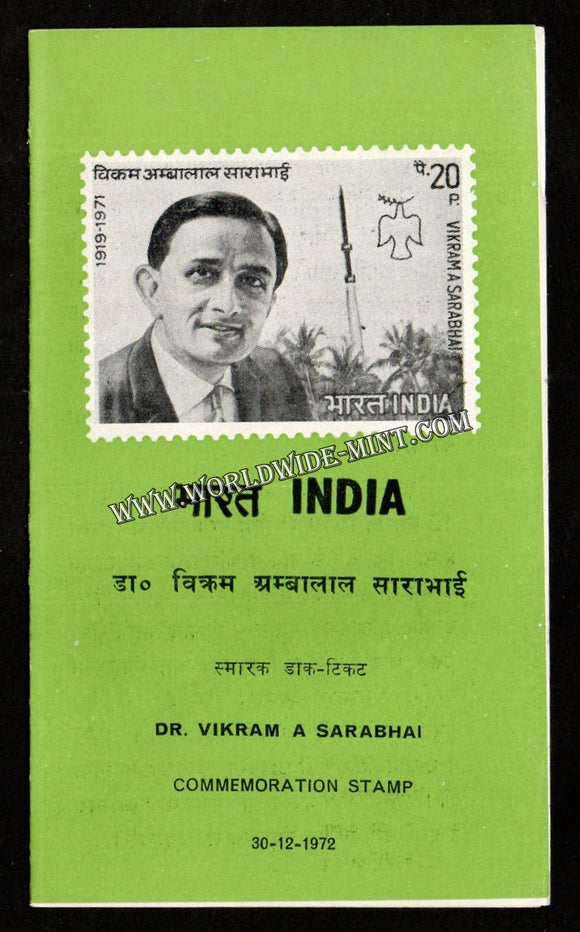 विक्रम अम्बालाल साराभाई
पै.20
P.
1919-1971
VIKRAM A SARABHAI
भारत INDIA
WWW.WORLDWIDE-MINT.COM
भारत INDIA
डा० विक्रम अम्बालाल साराभाई
स्मारक डाक-टिकट
DR. VIKRAM A SARABHAI
COMMEMORATION STAMP
30-12-1972